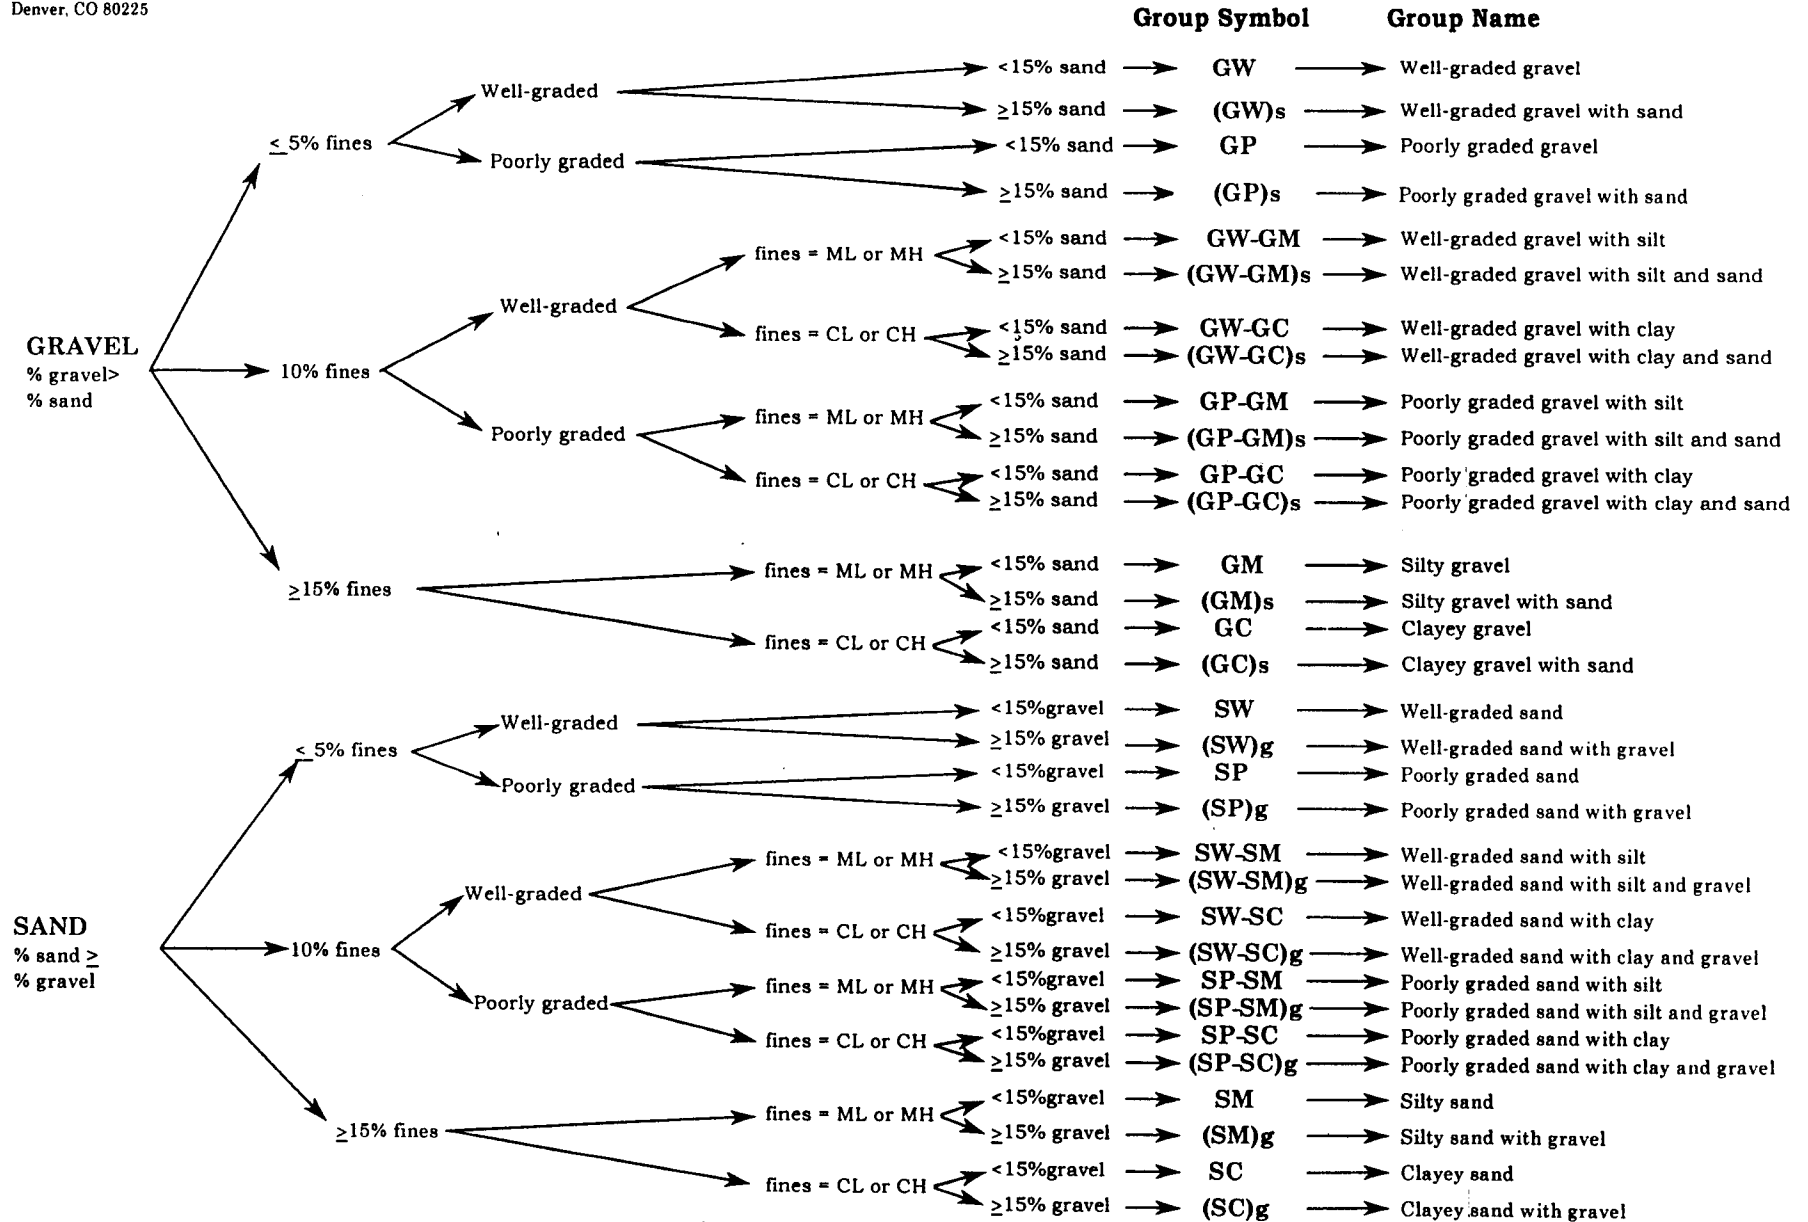 Denver, CO 80225
Group Symbol Group Name
<15% sand GW Well-graded gravel
Well-graded
≥15% sand (GW)s Well-graded gravel with sand
≤ 5% fines
<15% sand GP Poorly graded gravel
Poorly graded
≥15% sand (GP)s Poorly graded gravel with sand
<15% sand GW-GM Well-graded gravel with silt
fines = ML or MH
≥15% sand (GW-GM)s Well-graded gravel with silt and sand
Well-graded
<15% sand GW-GC Well-graded gravel with clay
fines = CL or CH
≥15% sand (GW-GC)s Well-graded gravel with clay and sand
GRAVEL
% gravel>
% sand
10% fines
<15% sand GP-GM Poorly graded gravel with silt
fines = ML or MH
≥15% sand (GP-GM)s Poorly graded gravel with silt and sand
Poorly graded
<15% sand GP-GC Poorly graded gravel with clay
fines = CL or CH
≥15% sand (GP-GC)s Poorly graded gravel with clay and sand
<15% sand GM Silty gravel
fines = ML or MH
≥15% fines
≥15% sand (GM)s Silty gravel with sand
<15% sand GC Clayey gravel
fines = CL or CH
≥15% sand (GC)s Clayey gravel with sand
<15%gravel SW Well-graded sand
Well-graded
≥15% gravel (SW)g Well-graded sand with gravel
≤ 5% fines
<15%gravel SP Poorly graded sand
Poorly graded
≥15% gravel (SP)g Poorly graded sand with gravel
<15%gravel SW-SM Well-graded sand with silt
fines = ML or MH
≥15% gravel (SW-SM)g Well-graded sand with silt and gravel
Well-graded
<15%gravel SW-SC Well-graded sand with clay
fines = CL or CH
≥15% gravel (SW-SC)g Well-graded sand with clay and gravel
SAND
% sand ≥
% gravel
10% fines
<15%gravel SP-SM Poorly graded sand with silt
fines = ML or MH
≥15% gravel (SP-SM)g Poorly graded sand with silt and gravel
Poorly graded
<15%gravel SP-SC Poorly graded sand with clay
fines = CL or CH
≥15% gravel (SP-SC)g Poorly graded sand with clay and gravel
<15%gravel SM Silty sand
fines = ML or MH
≥15% fines
≥15% gravel (SM)g Silty sand with gravel
<15%gravel SC Clayey sand
fines = CL or CH
≥15% gravel (SC)g Clayey sand with gravel